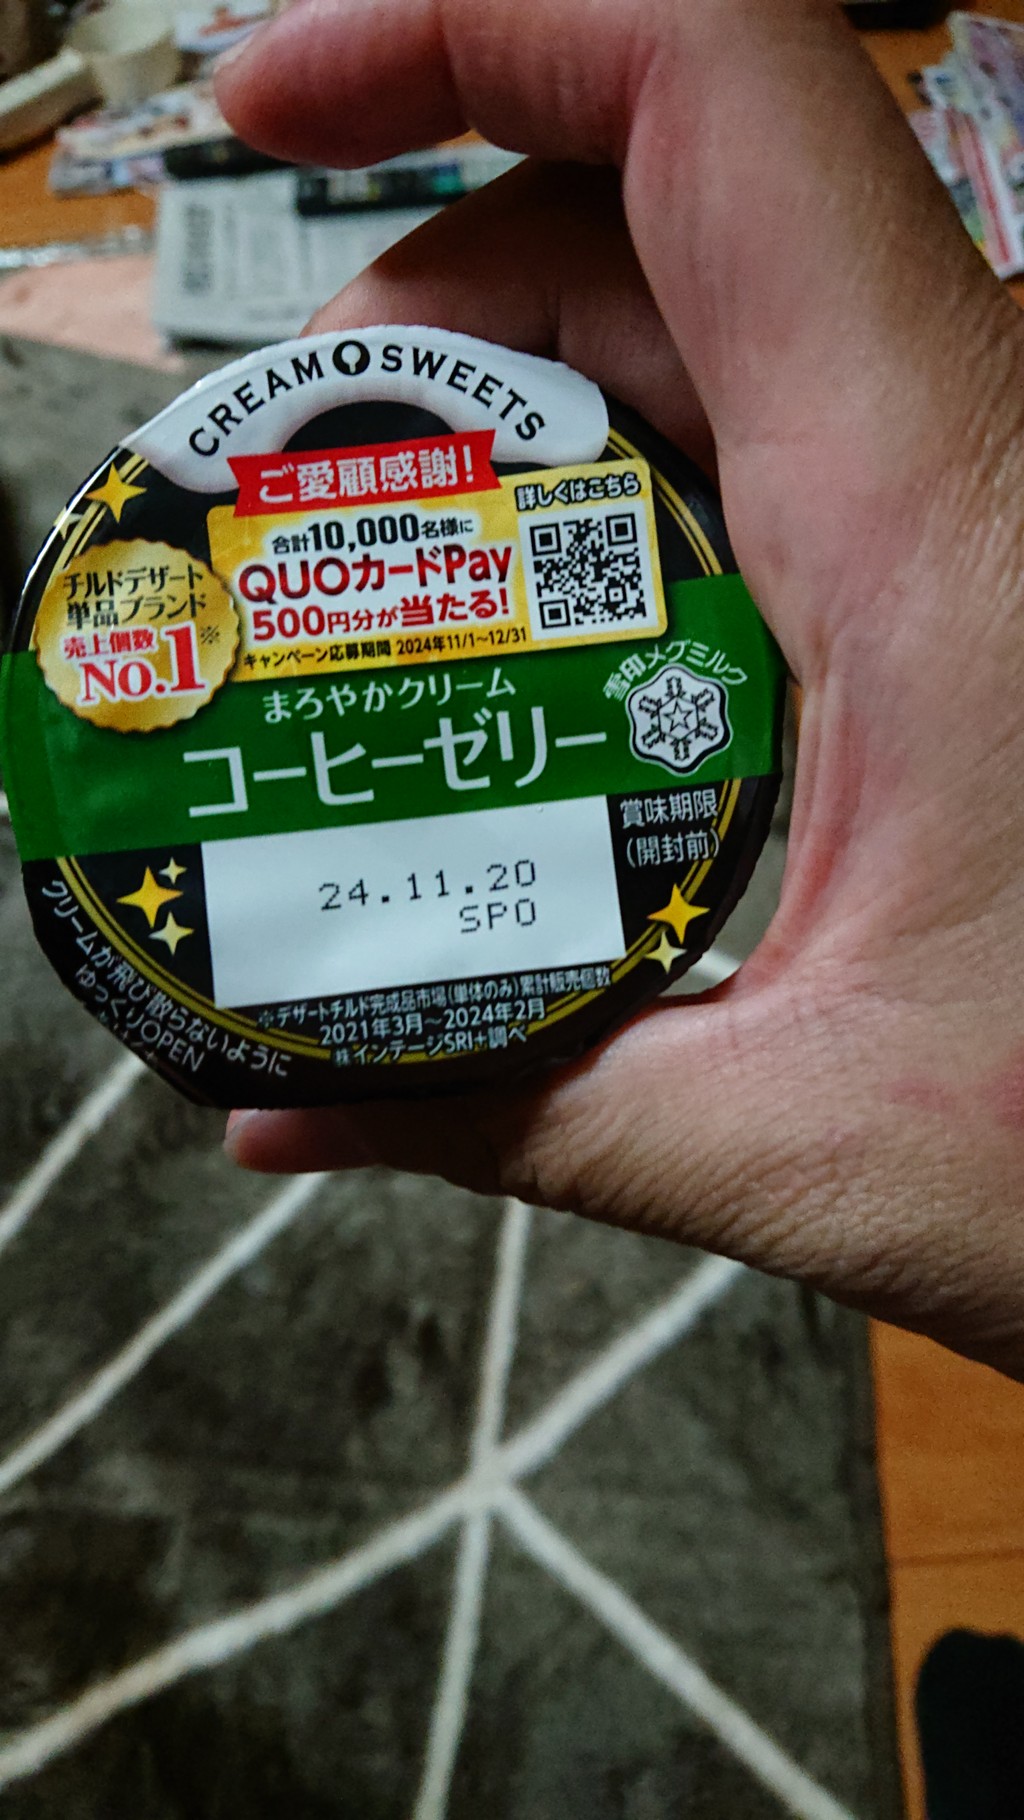 CREAM SWEETS
ご愛顧感謝!
合計10,000名様に
QUOカードPay
500円分が当たる!
キャンペーン応募期間 2024年11/1〜12/31
詳しくはこちら
チルドデザート
単品ブランド
売上個数※
No.1
まろやかクリーム
コーヒーゼリー
雪印メグミルク
賞味期限
(開封前)
24.11.20
SPO
※デザートチルド完成品市場(単体のみ)累計販売個数
2021年3月〜2024年2月
㈱インテージSRI+調べ
クリームが飛び散らないように
ゆっくりOPEN